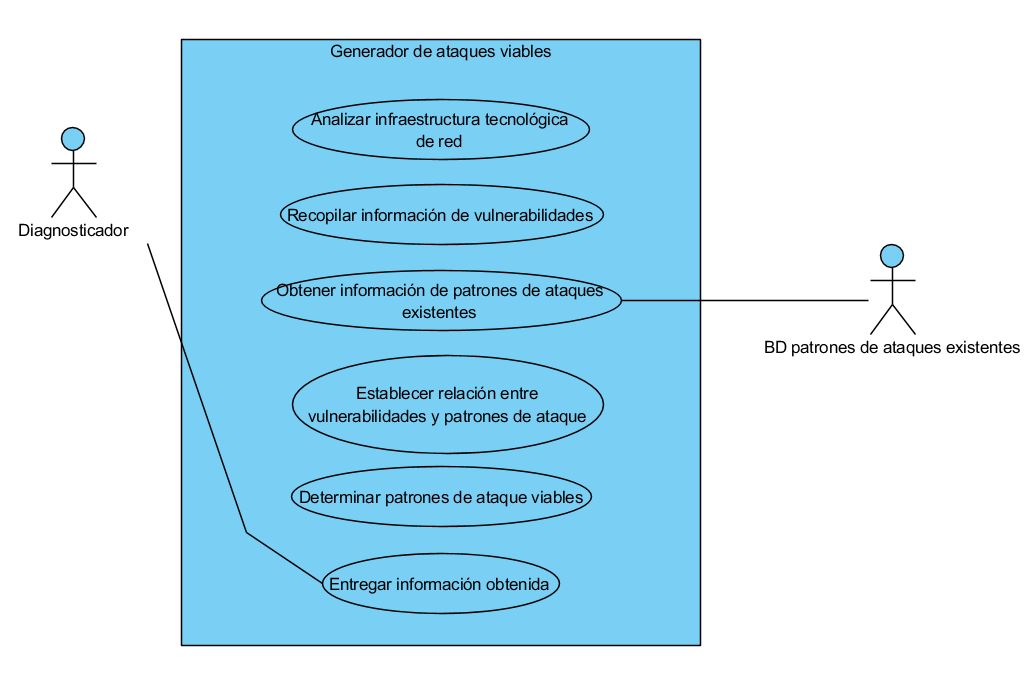 Generador de ataques viables
Analizar infraestructura tecnológica
de red
Recopilar información de vulnerabilidades
Diagnosticador
Obtener información de patrones de ataques
existentes
BD patrones de ataques existentes
Establecer relación entre
vulnerabilidades y patrones de ataque
Determinar patrones de ataque viables
Entregar información obtenida